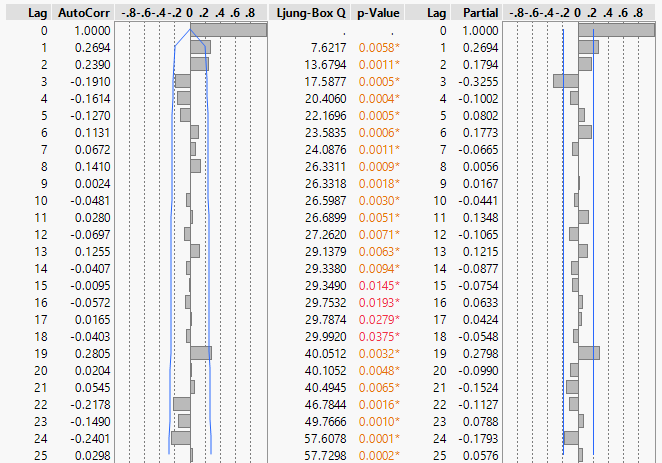 Lag AutoCorr -.8-.6-.4-.2 0 .2 .4 .6 .8 Ljung-Box Q p-Value Lag Partial -.8-.6-.4-.2 0 .2 .4 .6 .8
0 1.0000 . . 0 1.0000
1 0.2694 7.6217 0.0058* 1 0.2694
2 0.2390 13.6794 0.0011* 2 0.1794
3 -0.1910 17.5877 0.0005* 3 -0.3255
4 -0.1614 20.4060 0.0004* 4 -0.1002
5 -0.1270 22.1696 0.0005* 5 0.0802
6 0.1131 23.5835 0.0006* 6 0.1773
7 0.0672 24.0876 0.0011* 7 -0.0665
8 0.1410 26.3311 0.0009* 8 0.0056
9 0.0024 26.3318 0.0018* 9 0.0167
10 -0.0481 26.5987 0.0030* 10 -0.0441
11 0.0280 26.6899 0.0051* 11 0.1348
12 -0.0697 27.2620 0.0071* 12 -0.1065
13 0.1255 29.1379 0.0063* 13 0.1215
14 -0.0407 29.3380 0.0094* 14 -0.0877
15 -0.0095 29.3490 0.0145* 15 -0.0754
16 -0.0572 29.7532 0.0193* 16 0.0633
17 0.0165 29.7874 0.0279* 17 0.0424
18 -0.0403 29.9920 0.0375* 18 -0.0548
19 0.2805 40.0512 0.0032* 19 0.2798
20 0.0204 40.1052 0.0048* 20 -0.0990
21 0.0545 40.4945 0.0065* 21 -0.1524
22 -0.2178 46.7844 0.0016* 22 -0.1127
23 -0.1490 49.7666 0.0010* 23 0.0788
24 -0.2401 57.6078 0.0001* 24 -0.1793
25 0.0298 57.7298 0.0002* 25 0.0576